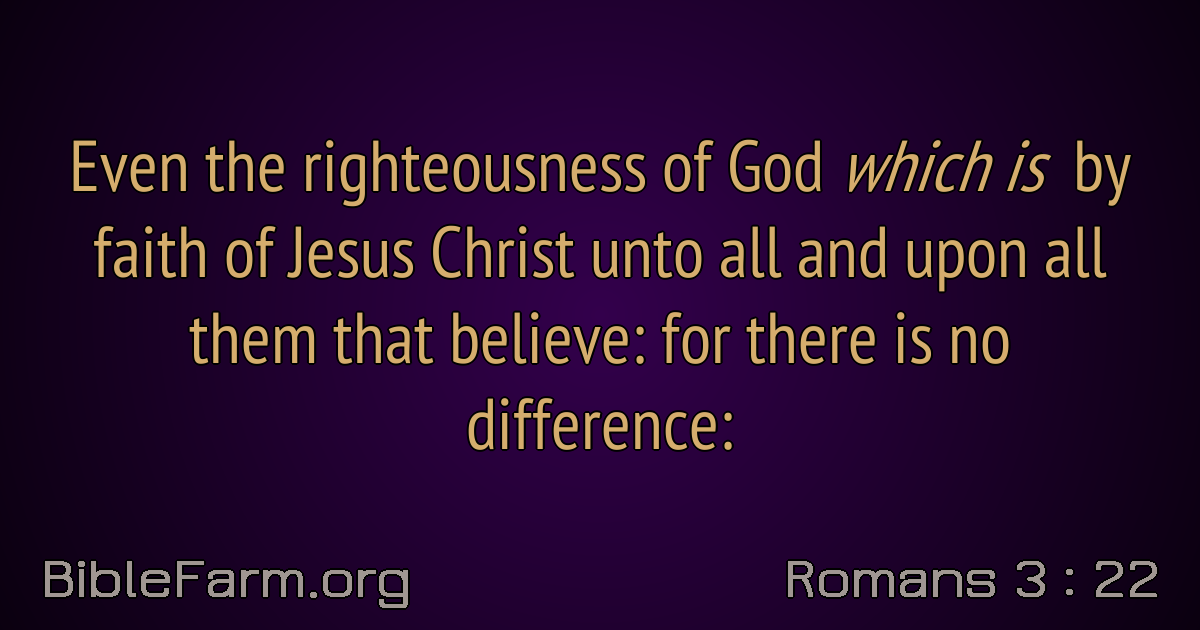 Even the righteousness of God which is by
faith of Jesus Christ unto all and upon all
them that believe: for there is no
difference:
BibleFarm.org
Romans 3 : 22